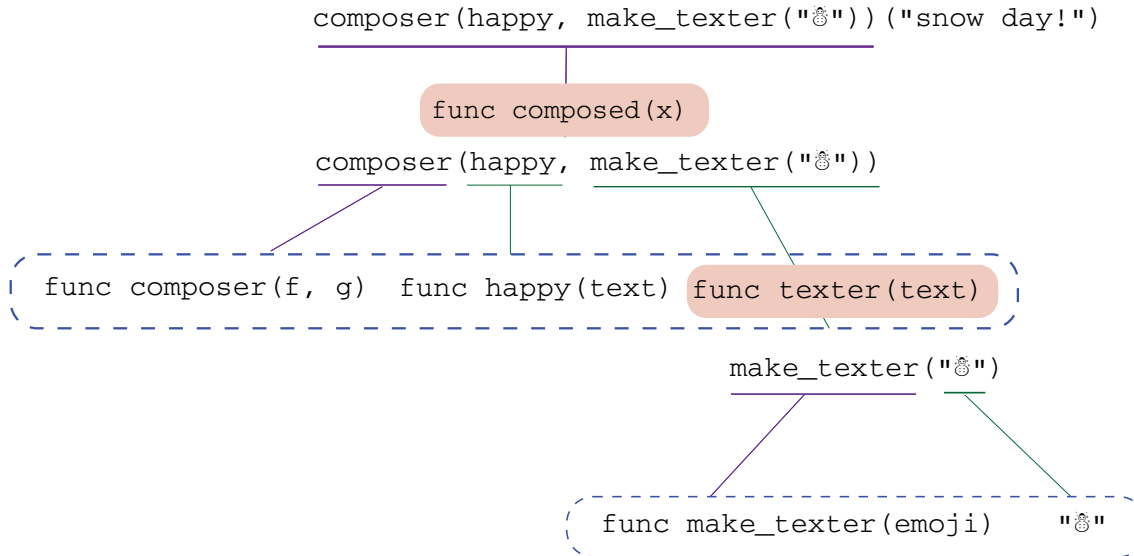 composer(happy, make_texter("☃"))("snow day!")
func composed(x)
composer(happy, make_texter("☃"))
func composer(f, g) func happy(text) func texter(text)
make_texter("☃")
func make_texter(emoji) "☃"